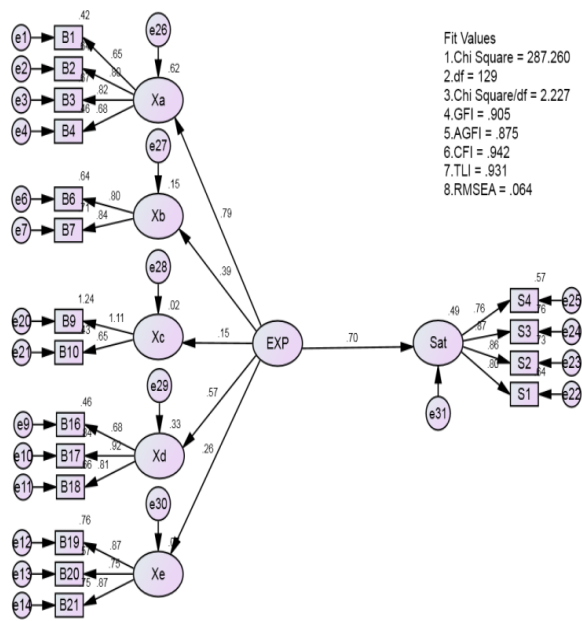 Fit Values
1.Chi Square = 287.260
2.df = 129
3.Chi Square/df = 2.227
4.GFI = .905
5.AGFI = .875
6.CFI = .942
7.TLI = .931
8.RMSEA = .064
.42
e1 B1
.65
e2 B2
.80
e3 B3
.82
e4 B4
.68
e26
.62
Xa
.79
e27
.64
.15
e6 B6
.80
Xb
e7 B7
.84
.39
e28
1.24
.02
e20 B9
1.11
Xc
e21 B10
.65
.15
EXP
.70
.49
Sat
e31
.57
.76
S4 e25
.87
S3 e24
.86
S2 e23
.80
S1 e22
e29
.57
.46
.33
e9 B16
.68
e10 B17
.92
Xd
e11 B18
.81
.26
e30
.76
e12 B19
.87
e13 B20
.75
Xe
e14 B21
.87